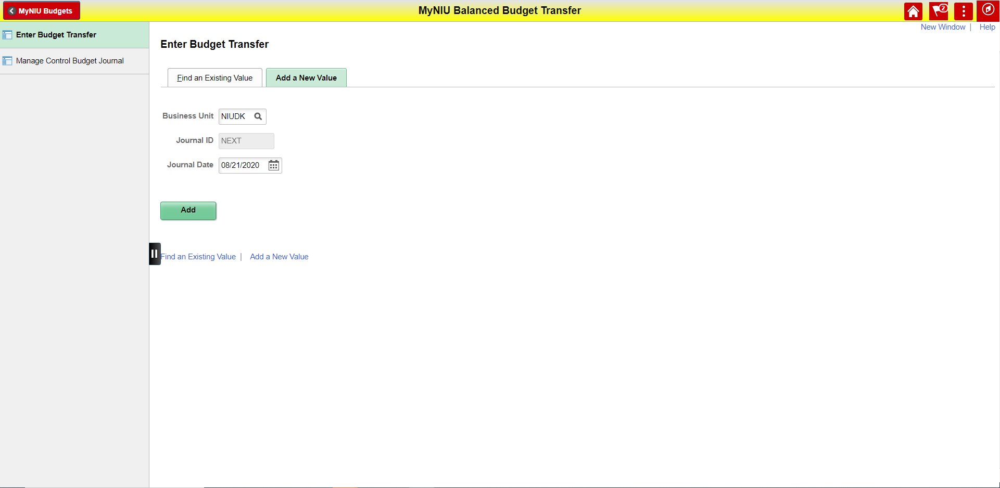 MyNIU Budgets
MyNIU Balanced Budget Transfer
2
New Window | Help
Enter Budget Transfer
Manage Control Budget Journal
Enter Budget Transfer
Find an Existing Value
Add a New Value
Business Unit NIUDK
Journal ID NEXT
Journal Date 08/21/2020
Add
Find an Existing Value | Add a New Value